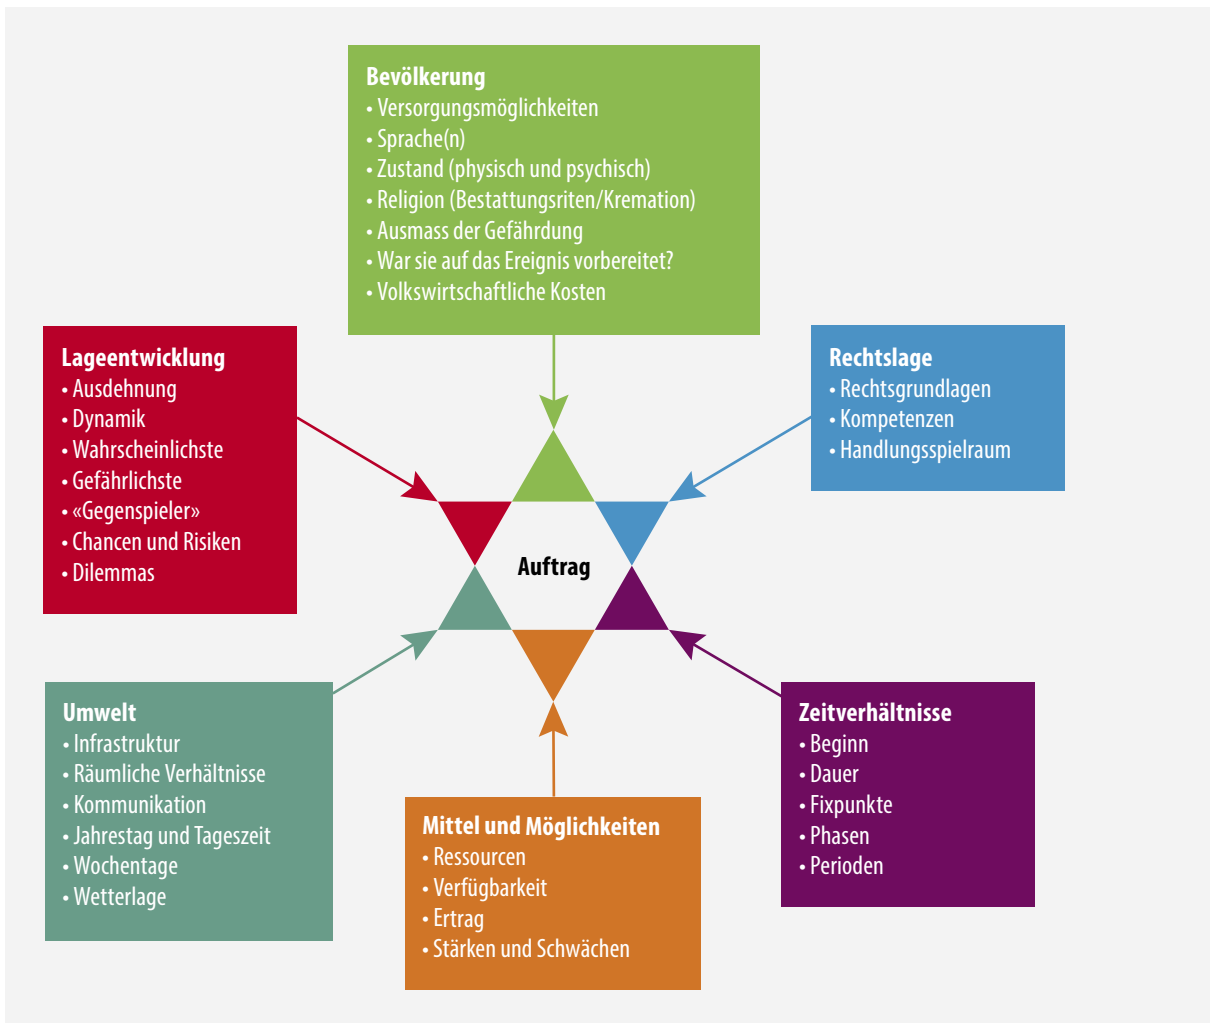 Bevölkerung
• Versorgungsmöglichkeiten
• Sprache(n)
• Zustand (physisch und psychisch)
• Religion (Bestattungsriten/Kremation)
• Ausmass der Gefährdung
• War sie auf das Ereignis vorbereitet?
• Volkswirtschaftliche Kosten
Lageentwicklung
• Ausdehnung
• Dynamik
• Wahrscheinlichste
• Gefährlichste
• «Gegenspieler»
• Chancen und Risiken
• Dilemmas
Rechtslage
• Rechtsgrundlagen
• Kompetenzen
• Handlungsspielraum
Auftrag
Umwelt
• Infrastruktur
• Räumliche Verhältnisse
• Kommunikation
• Jahrestag und Tageszeit
• Wochentage
• Wetterlage
Mittel und Möglichkeiten
• Ressourcen
• Verfügbarkeit
• Ertrag
• Stärken und Schwächen
Zeitverhältnisse
• Beginn
• Dauer
• Fixpunkte
• Phasen
• Perioden